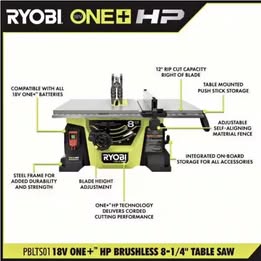 RYOBI ONE+ HP
12" RIP CUT CAPACITY
RIGHT OF BLADE
COMPATIBLE WITH ALL
18V ONE+™ BATTERIES
TABLE MOUNTED
PUSH STICK STORAGE
ADJUSTABLE
SELF-ALIGNING
MATERIAL FENCE
8
RYOBI
INTEGRATED ON-BOARD
STORAGE FOR ALL
ACCESSORIES
STEEL FRAME FOR
ADDED DURABILITY
AND STRENGTH
BLADE HEIGHT
ADJUSTMENT
ONE+™ HP TECHNOLOGY
DELIVERS CORDED
CUTTING PERFORMANCE
PBLTS01 18V ONE+™ HP BRUSHLESS 8-1/4" TABLE SAW